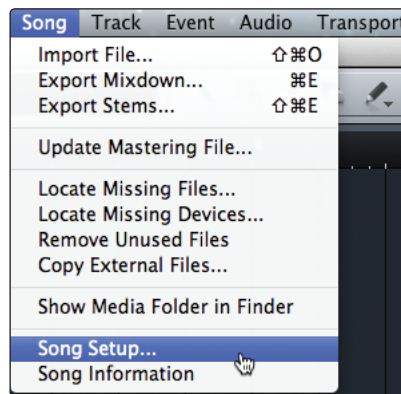 Song Track Event Audio Transport
Import File... ⇧⌘O
Export Mixdown... ⌘E
Export Stems... ⇧⌘E
Update Mastering File...
Locate Missing Files...
Locate Missing Devices...
Remove Unused Files
Copy External Files...
Show Media Folder in Finder
Song Setup...
Song Information